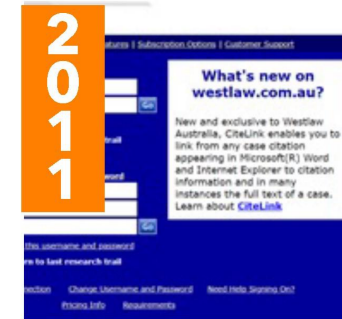 2
0
1
1
atures | Subscription Options | Customer Support
Go
trail
word
Go
this username and password
rn to last research trail
nection Change Username and Password Need Help Signing On?
Pricing Info Requirements
What's new on
westlaw.com.au?
New and exclusive to Westlaw
Australia, CiteLink enables you to
link from any case citation
appearing in Microsoft(R) Word
and Internet Explorer to citation
information and in many
instances the full text of a case.
Learn about CiteLink